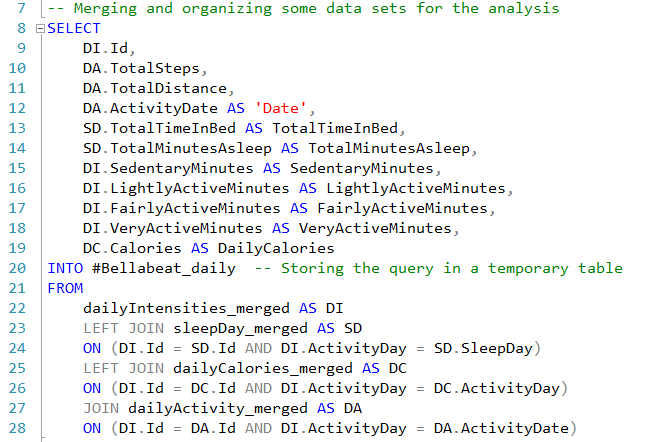 7 -- Merging and organizing some data sets for the analysis
8 SELECT
9 DI.Id,
10 DA.TotalSteps,
11 DA.TotalDistance,
12 DA.ActivityDate AS 'Date',
13 SD.TotalTimeInBed AS TotalTimeInBed,
14 SD.TotalMinutesAsleep AS TotalMinutesAsleep,
15 DI.SedentaryMinutes AS SedentaryMinutes,
16 DI.LightlyActiveMinutes AS LightlyActiveMinutes,
17 DI.FairlyActiveMinutes AS FairlyActiveMinutes,
18 DI.VeryActiveMinutes AS VeryActiveMinutes,
19 DC.Calories AS DailyCalories
20 INTO #Bellabeat_daily -- Storing the query in a temporary table
21 FROM
22 dailyIntensities_merged AS DI
23 LEFT JOIN sleepDay_merged AS SD
24 ON (DI.Id = SD.Id AND DI.ActivityDay = SD.SleepDay)
25 LEFT JOIN dailyCalories_merged AS DC
26 ON (DI.Id = DC.Id AND DI.ActivityDay = DC.ActivityDay)
27 JOIN dailyActivity_merged AS DA
28 ON (DI.Id = DA.Id AND DI.ActivityDay = DA.ActivityDate)